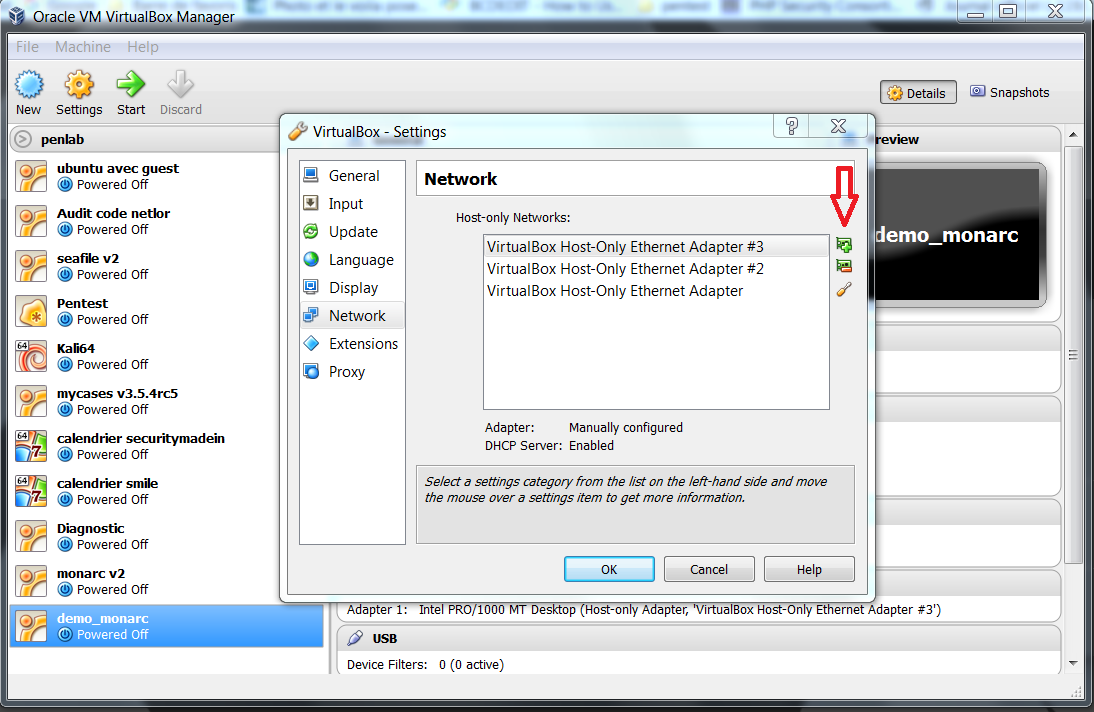 Oracle VM VirtualBox Manager
File Machine Help
New Settings Start Discard
Details Snapshots
penlab
ubuntu avec guest
Powered Off
Audit code netlor
Powered Off
seafile v2
Powered Off
Pentest
Powered Off
64
Kali64
Powered Off
mycases v3.5.4rc5
Powered Off
64
calendrier securitymadein
Powered Off
64
calendrier smile
Powered Off
Diagnostic
Powered Off
monarc v2
Powered Off
demo_monarc
Powered Off
VirtualBox - Settings
General
Input
Update
Language
Display
Network
Extensions
Proxy
Network
Host-only Networks:
VirtualBox Host-Only Ethernet Adapter #3
VirtualBox Host-Only Ethernet Adapter #2
VirtualBox Host-Only Ethernet Adapter
Adapter: Manually configured
DHCP Server: Enabled
Select a settings category from the list on the left-hand side and move
the mouse over a settings item to get more information.
OK Cancel Help
review
demo_monarc
Adapter 1: Intel PRO/1000 MT Desktop (Host-only Adapter, 'VirtualBox Host-Only Ethernet Adapter #3')
USB
Device Filters: 0 (0 active)